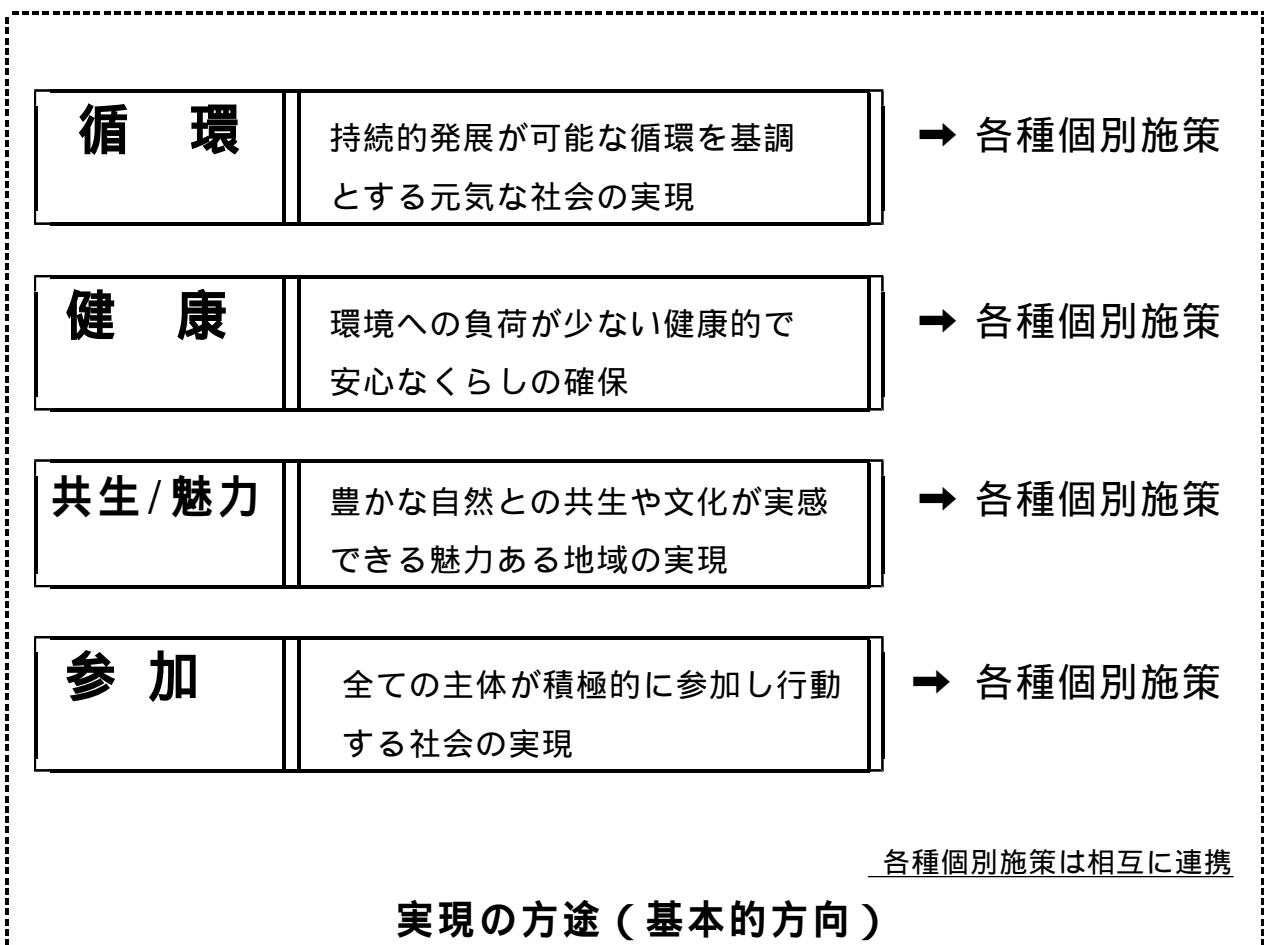 循　環
持続的発展が可能な循環を基調
とする元気な社会の実現
➡ 各種個別施策
健　康
環境への負荷が少ない健康的で
安心なくらしの確保
➡ 各種個別施策
共生/魅力
豊かな自然との共生や文化が実感
できる魅力ある地域の実現
➡ 各種個別施策
参 加
全ての主体が積極的に参加し行動
する社会の実現
➡ 各種個別施策
各種個別施策は相互に連携
実現の方途（基本的方向）